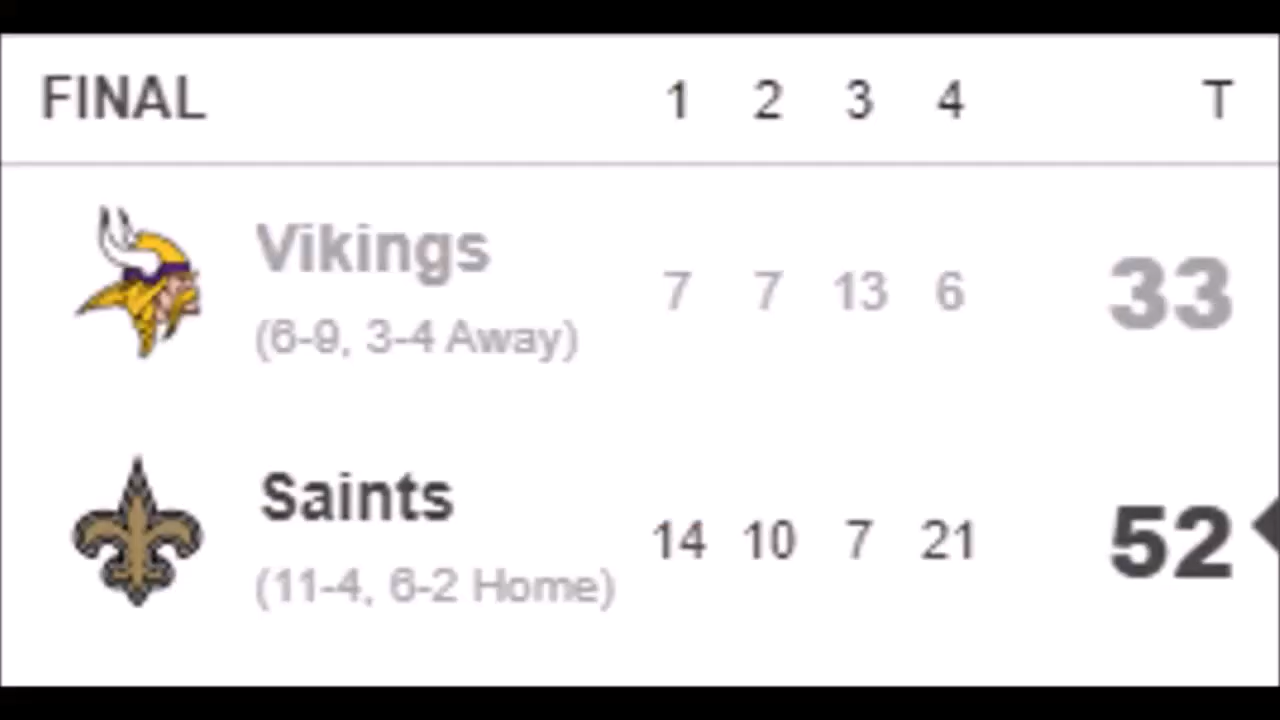 FINAL 1 2 3 4 T
Vikings
7 7 13 6 33
(6-9, 3-4 Away)
Saints
14 10 7 21 52
(11-4, 6-2 Home)